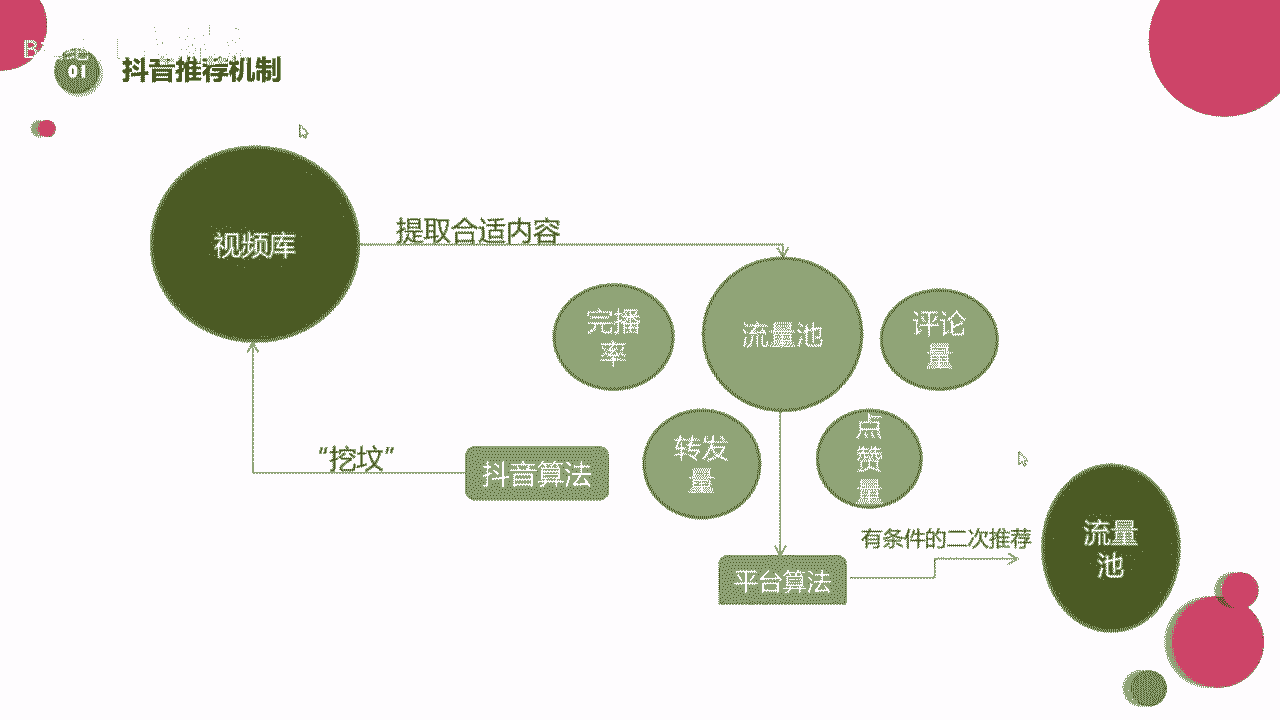 01
抖音推荐机制
视频库
提取合适内容
完播
率
流量池
评论
量
转发
量
点
赞
量
“挖坟”
抖音算法
平台算法
有条件的二次推荐
流量
池